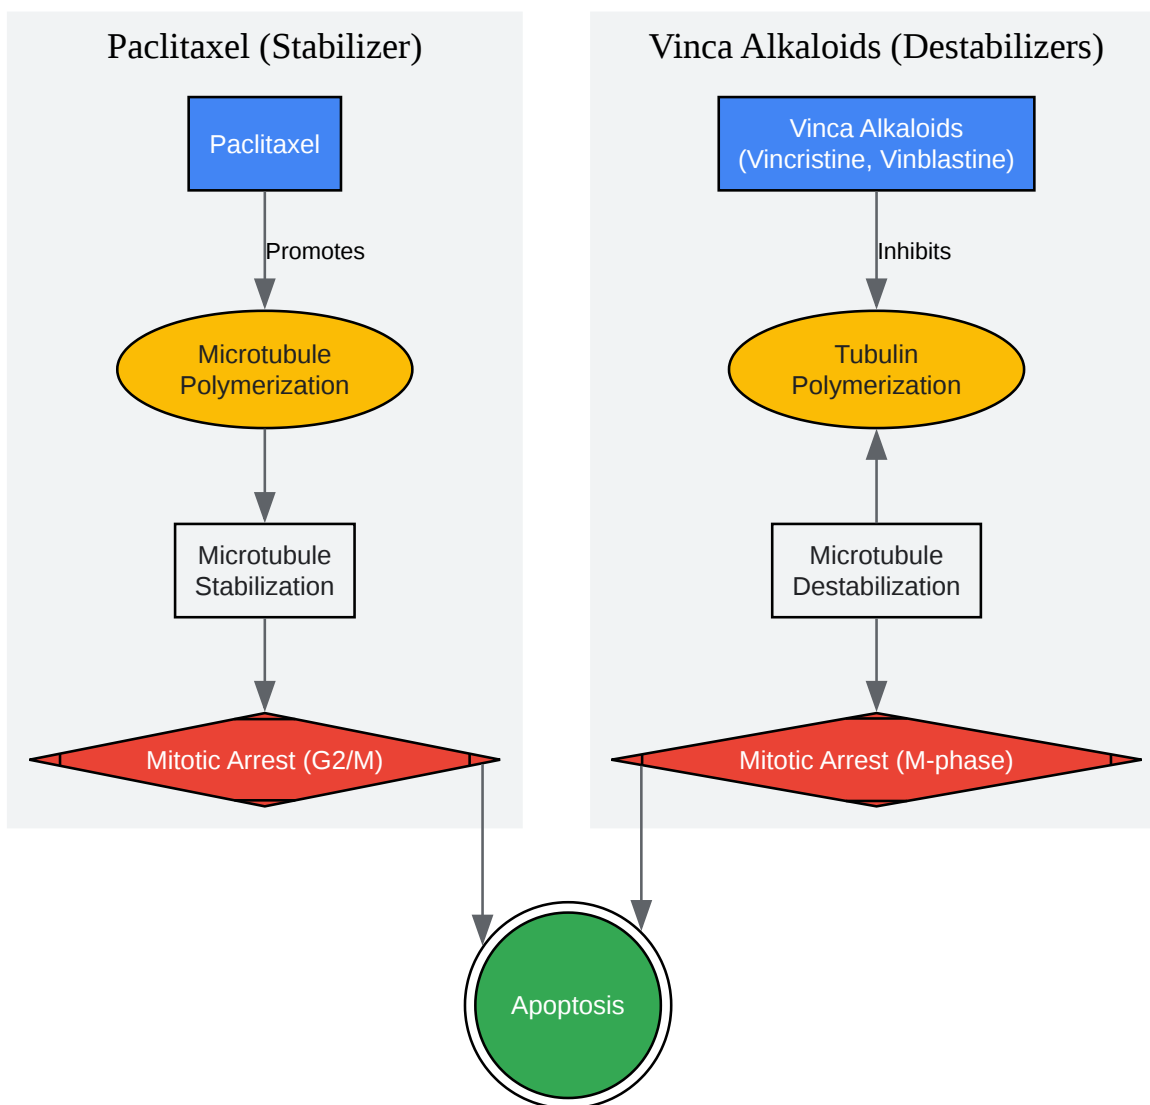 Paclitaxel (Stabilizer)
Paclitaxel
Promotes
Microtubule
Polymerization
Microtubule
Stabilization
Mitotic Arrest (G2/M)
Vinca Alkaloids (Destabilizers)
Vinca Alkaloids
(Vincristine, Vinblastine)
Inhibits
Tubulin
Polymerization
Microtubule
Destabilization
Mitotic Arrest (M-phase)
Apoptosis